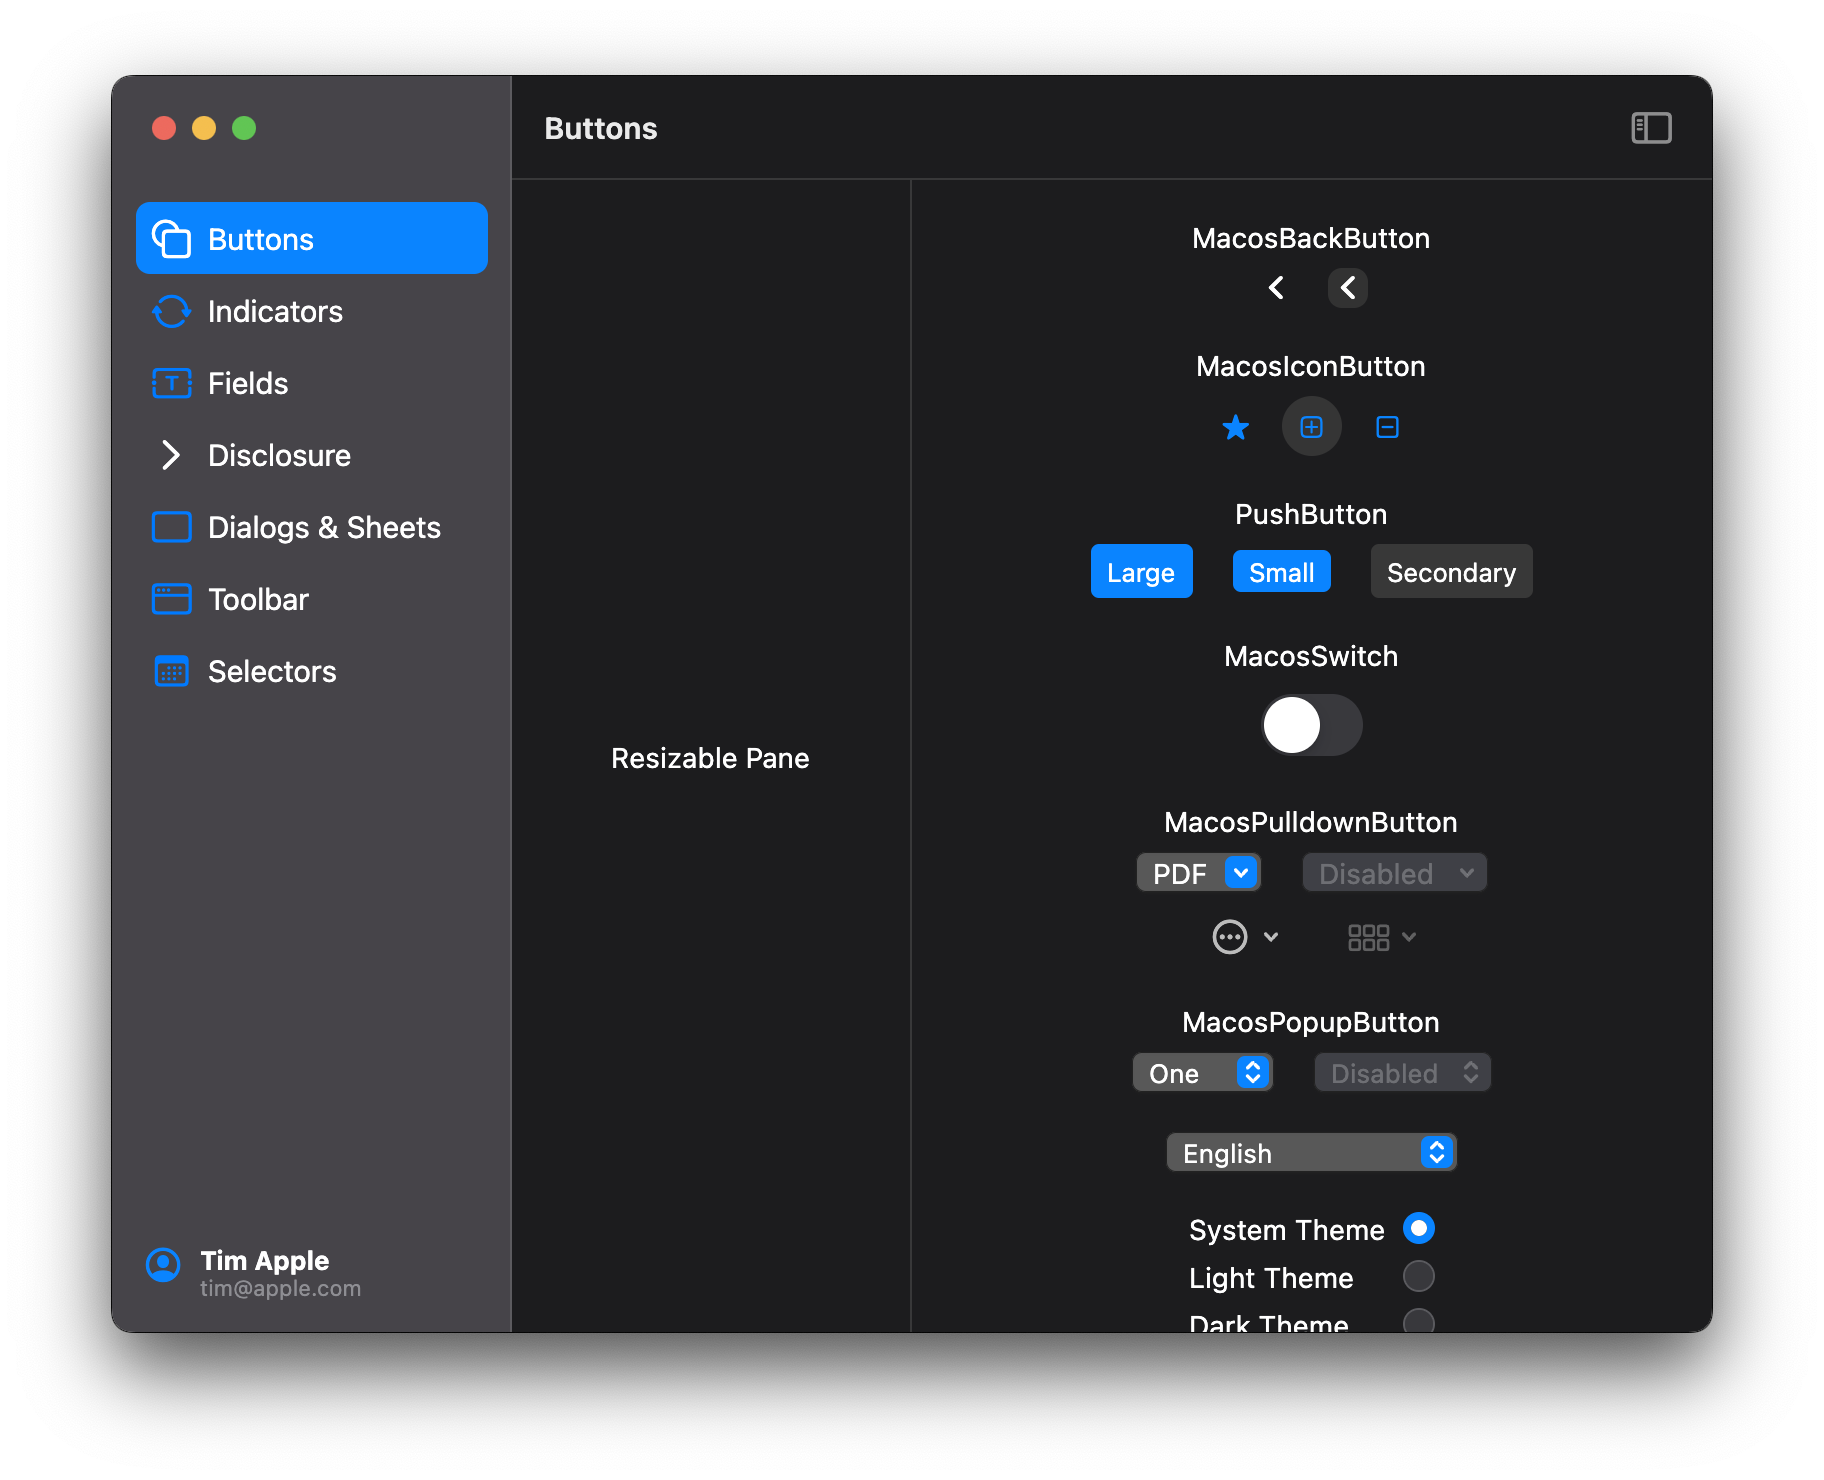 Buttons
Buttons
Indicators
Fields
Disclosure
Dialogs & Sheets
Toolbar
Selectors
Tim Apple
tim@apple.com
Resizable Pane
MacosBackButton
MacosIconButton
PushButton
Large Small Secondary
MacosSwitch
MacosPulldownButton
PDF Disabled
MacosPopupButton
One Disabled
English
System Theme
Light Theme
Dark Theme